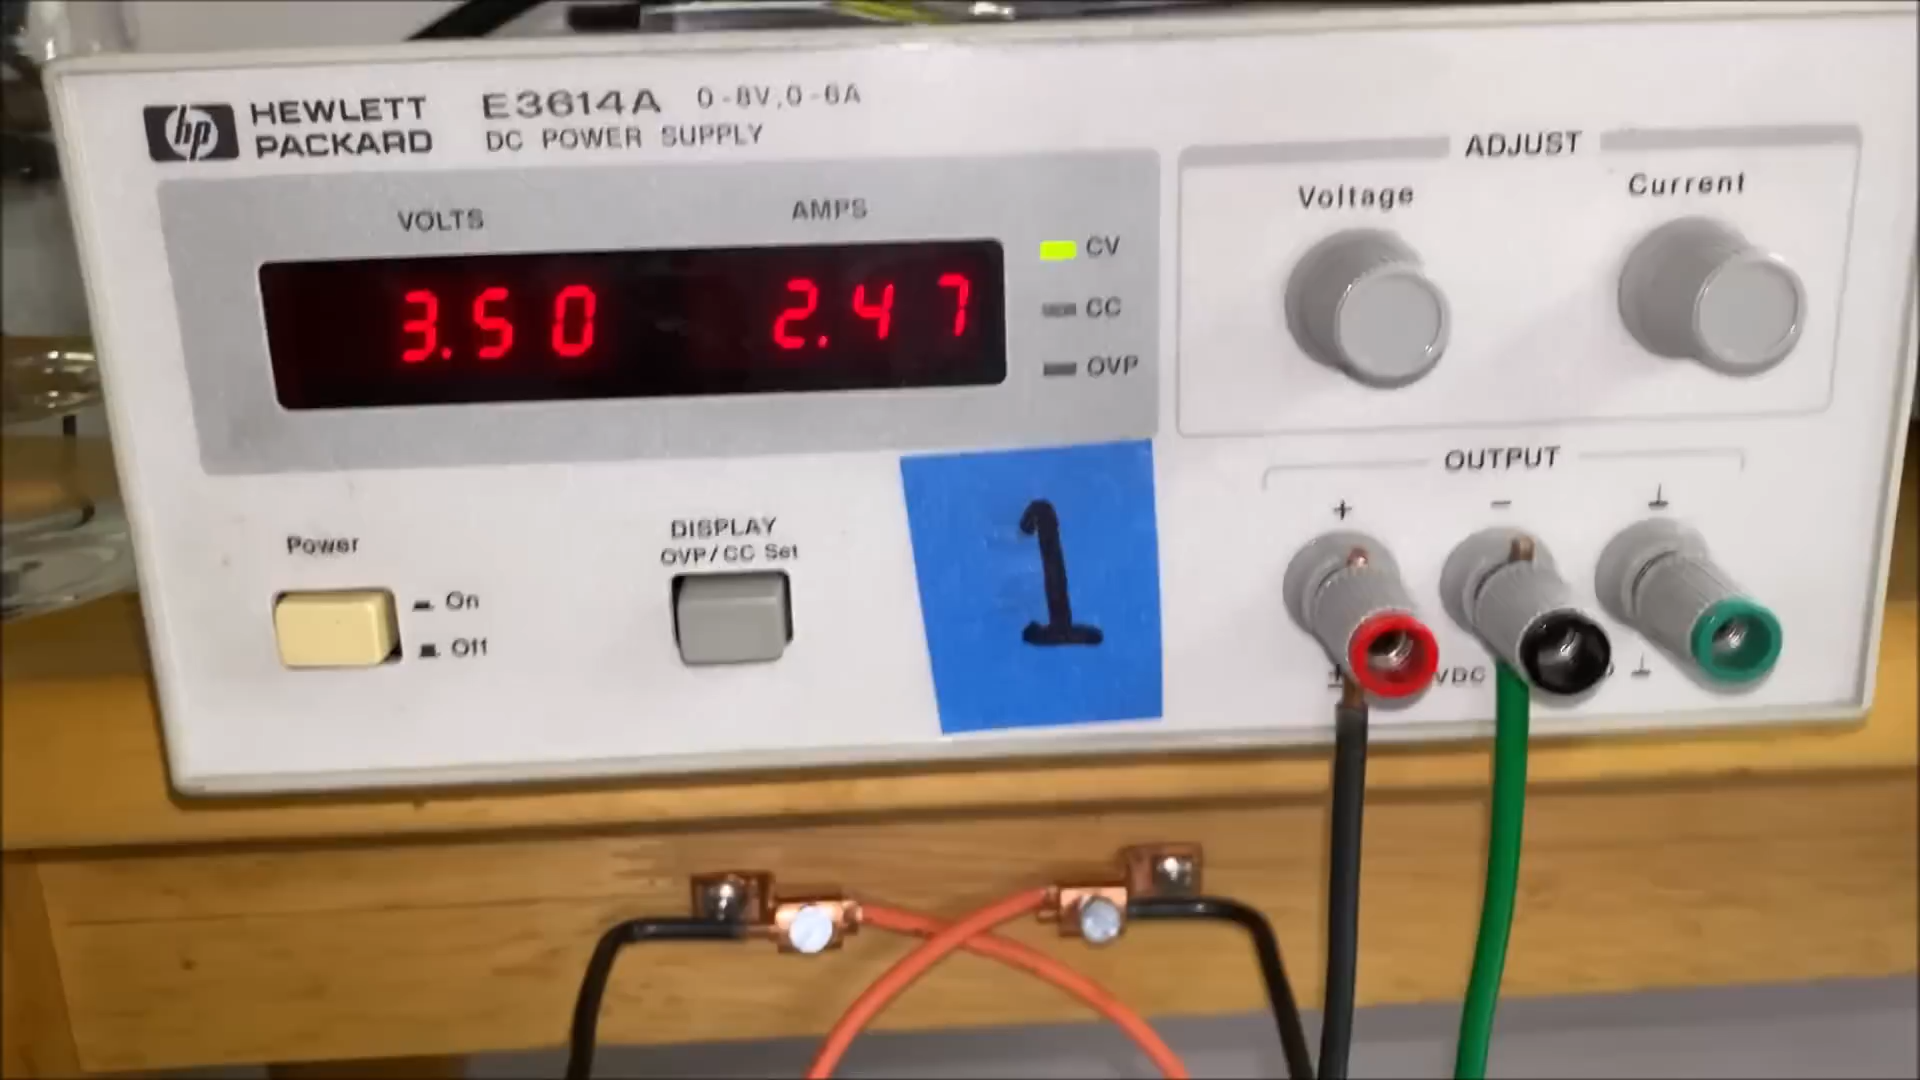 hp HEWLETT PACKARD
E3614A 0-8V, 0-6A
DC POWER SUPPLY
VOLTS AMPS
3.50 2.47
CV
CC
OVP
ADJUST
Voltage Current
Power
On
Off
DISPLAY
OVP/CC Set
1
OUTPUT
+ - ⊥
± VDC ⊥